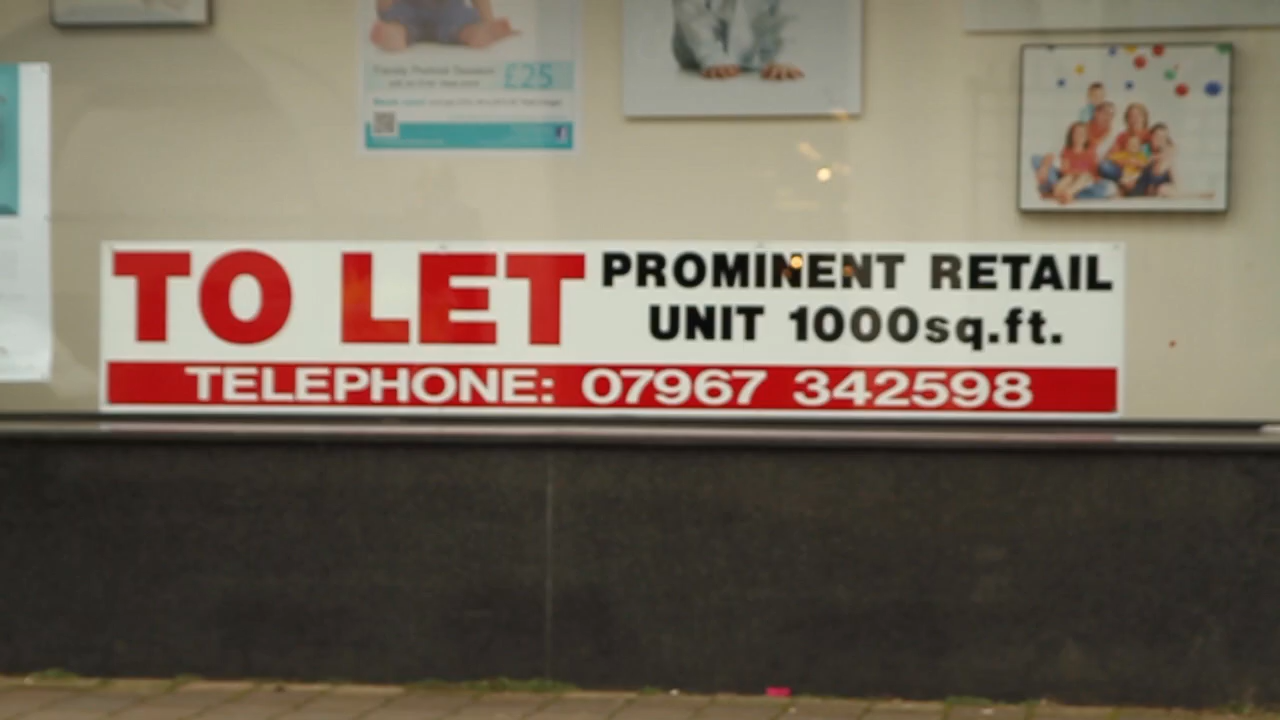 £25
TO LET
PROMINENT RETAIL
UNIT 1000sq.ft.
TELEPHONE: 07967 342598